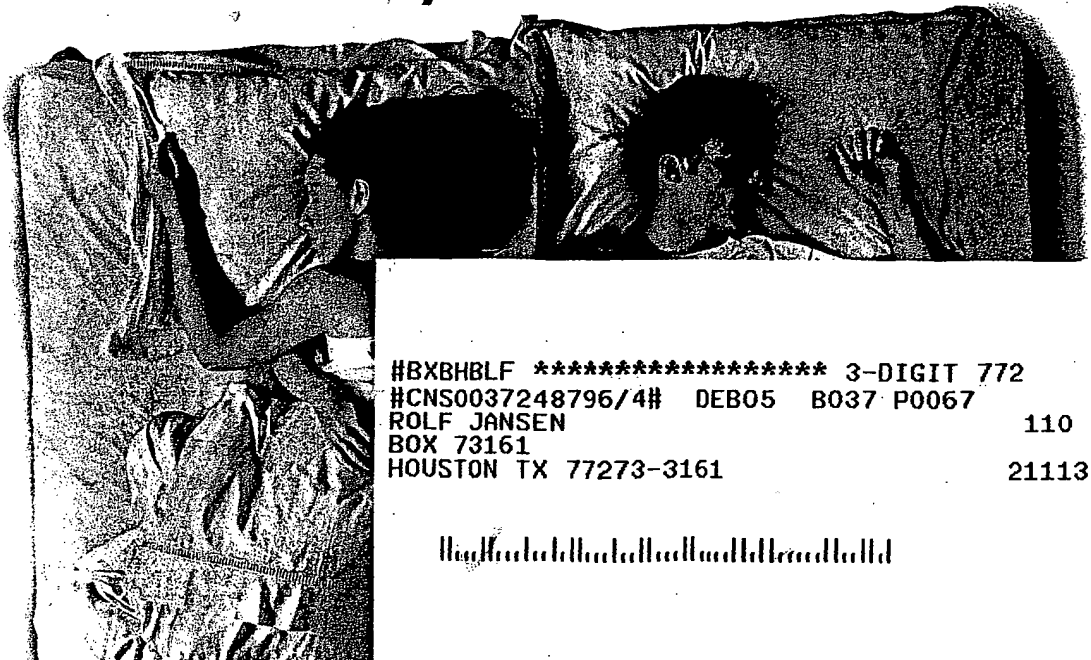 #BXBHBLF ****************** 3-DIGIT 772
#CNS0037248796/4# DEB05 B037 P0067
ROLF JANSEN 110
BOX 73161
HOUSTON TX 77273-3161 21113